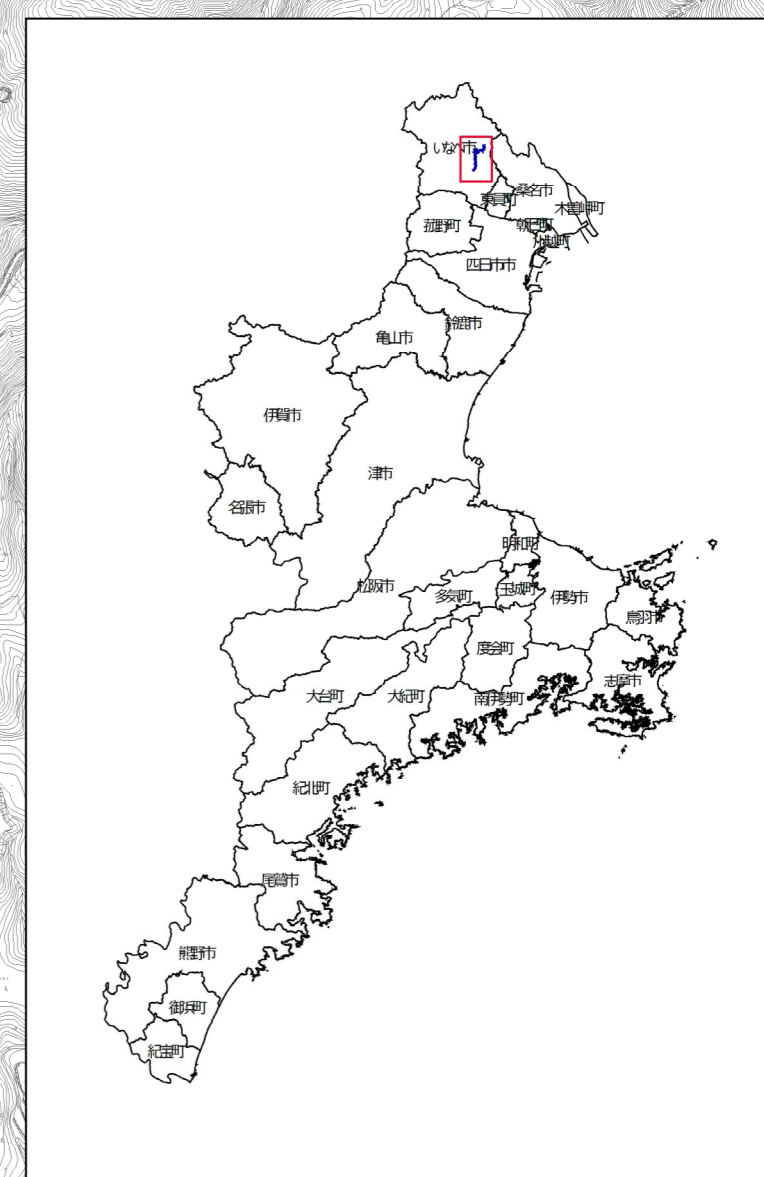 いなべ市
桑名市
東員町
木曽岬町
朝日町
川越町
菰野町
四日市市
鈴鹿市
亀山市
伊賀市
津市
名張市
明和町
松阪市
多気町
玉城町
伊勢市
鳥羽市
度会町
志摩市
大台町
大紀町
南伊勢町
紀北町
尾鷲市
熊野市
御浜町
紀宝町